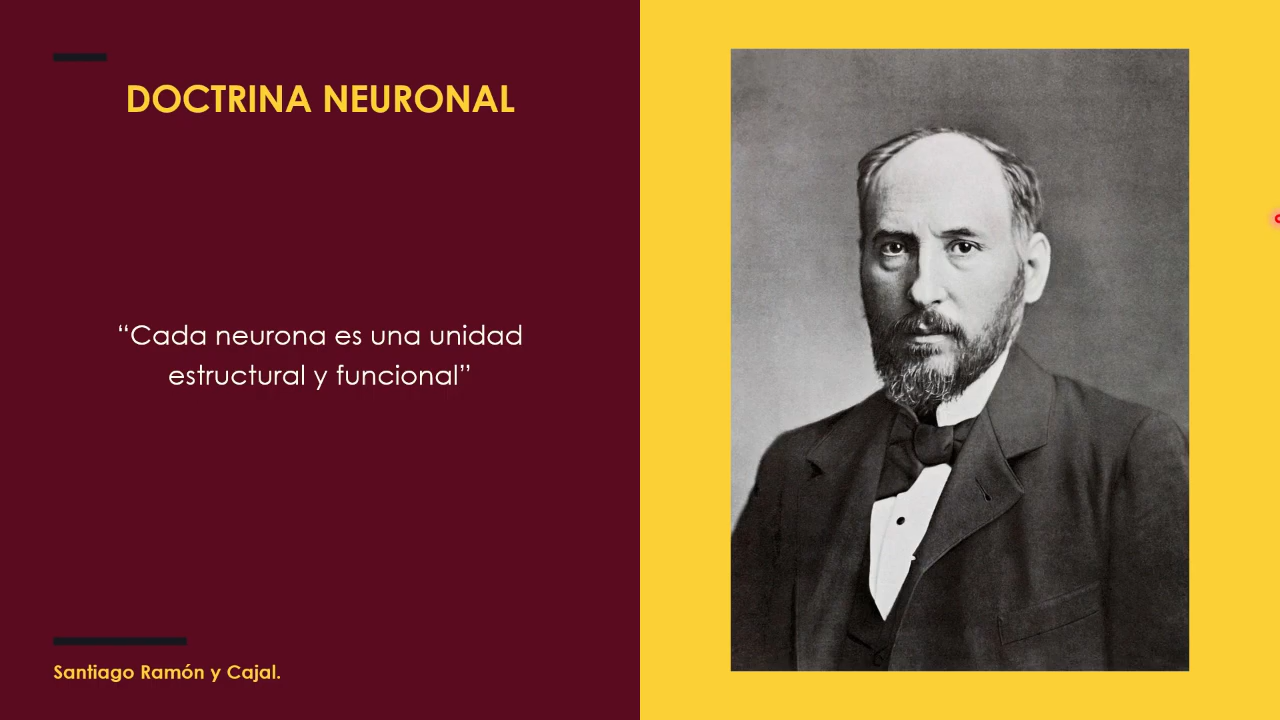 DOCTRINA NEURONAL
“Cada neurona es una unidad
estructural y funcional”
Santiago Ramón y Cajal.